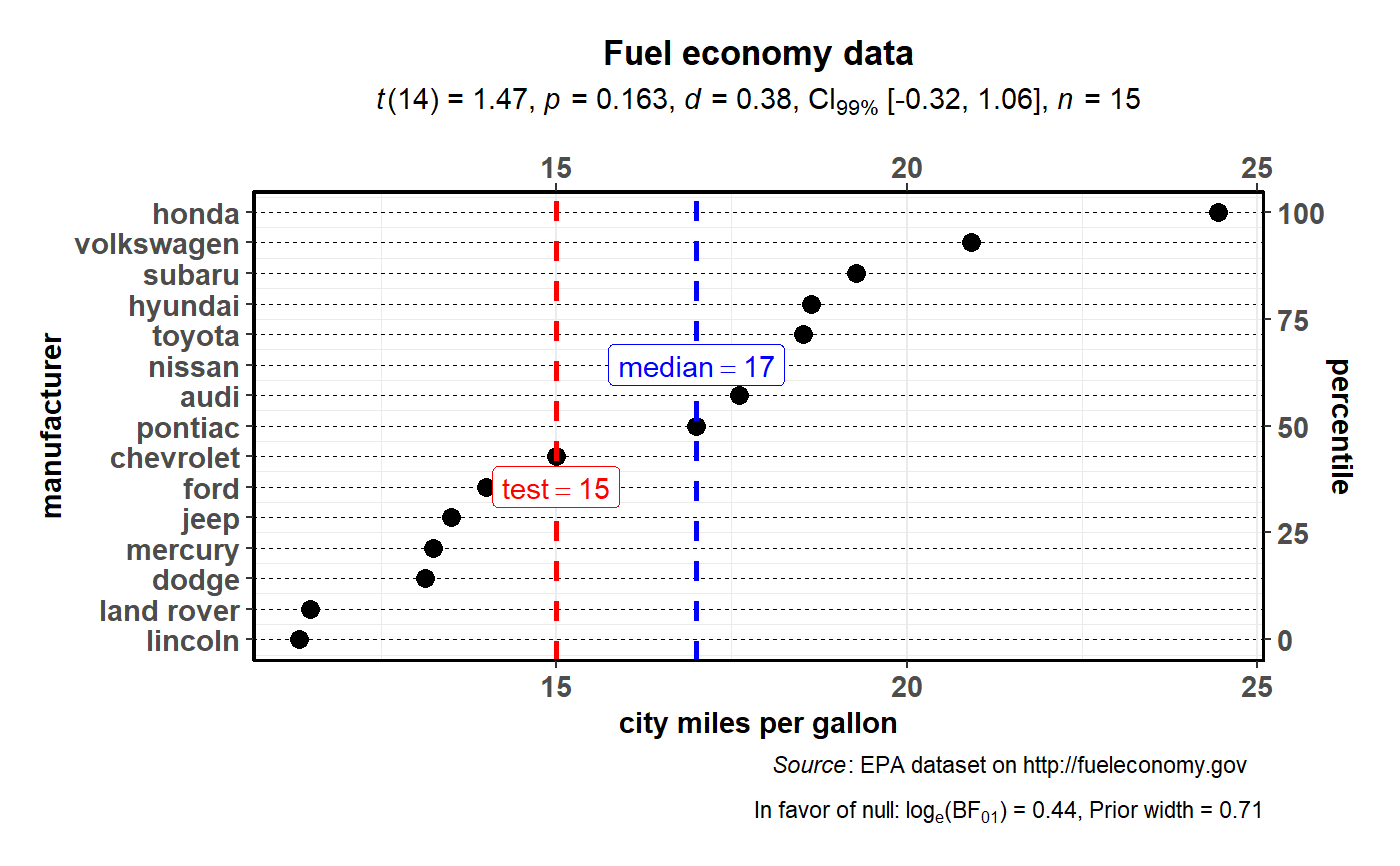 Fuel economy data
t(14) = 1.47, p = 0.163, d = 0.38, CI99% [-0.32, 1.06], n = 15
15 20 25
honda 100
volkswagen
subaru
hyundai
75
toyota
nissan median = 17
audi
pontiac 50
chevrolet
ford test = 15
jeep
25
mercury
dodge
land rover
lincoln 0
manufacturer
percentile
15 20 25
city miles per gallon
Source: EPA dataset on http://fueleconomy.gov
In favor of null: loge(BF01) = 0.44, Prior width = 0.71